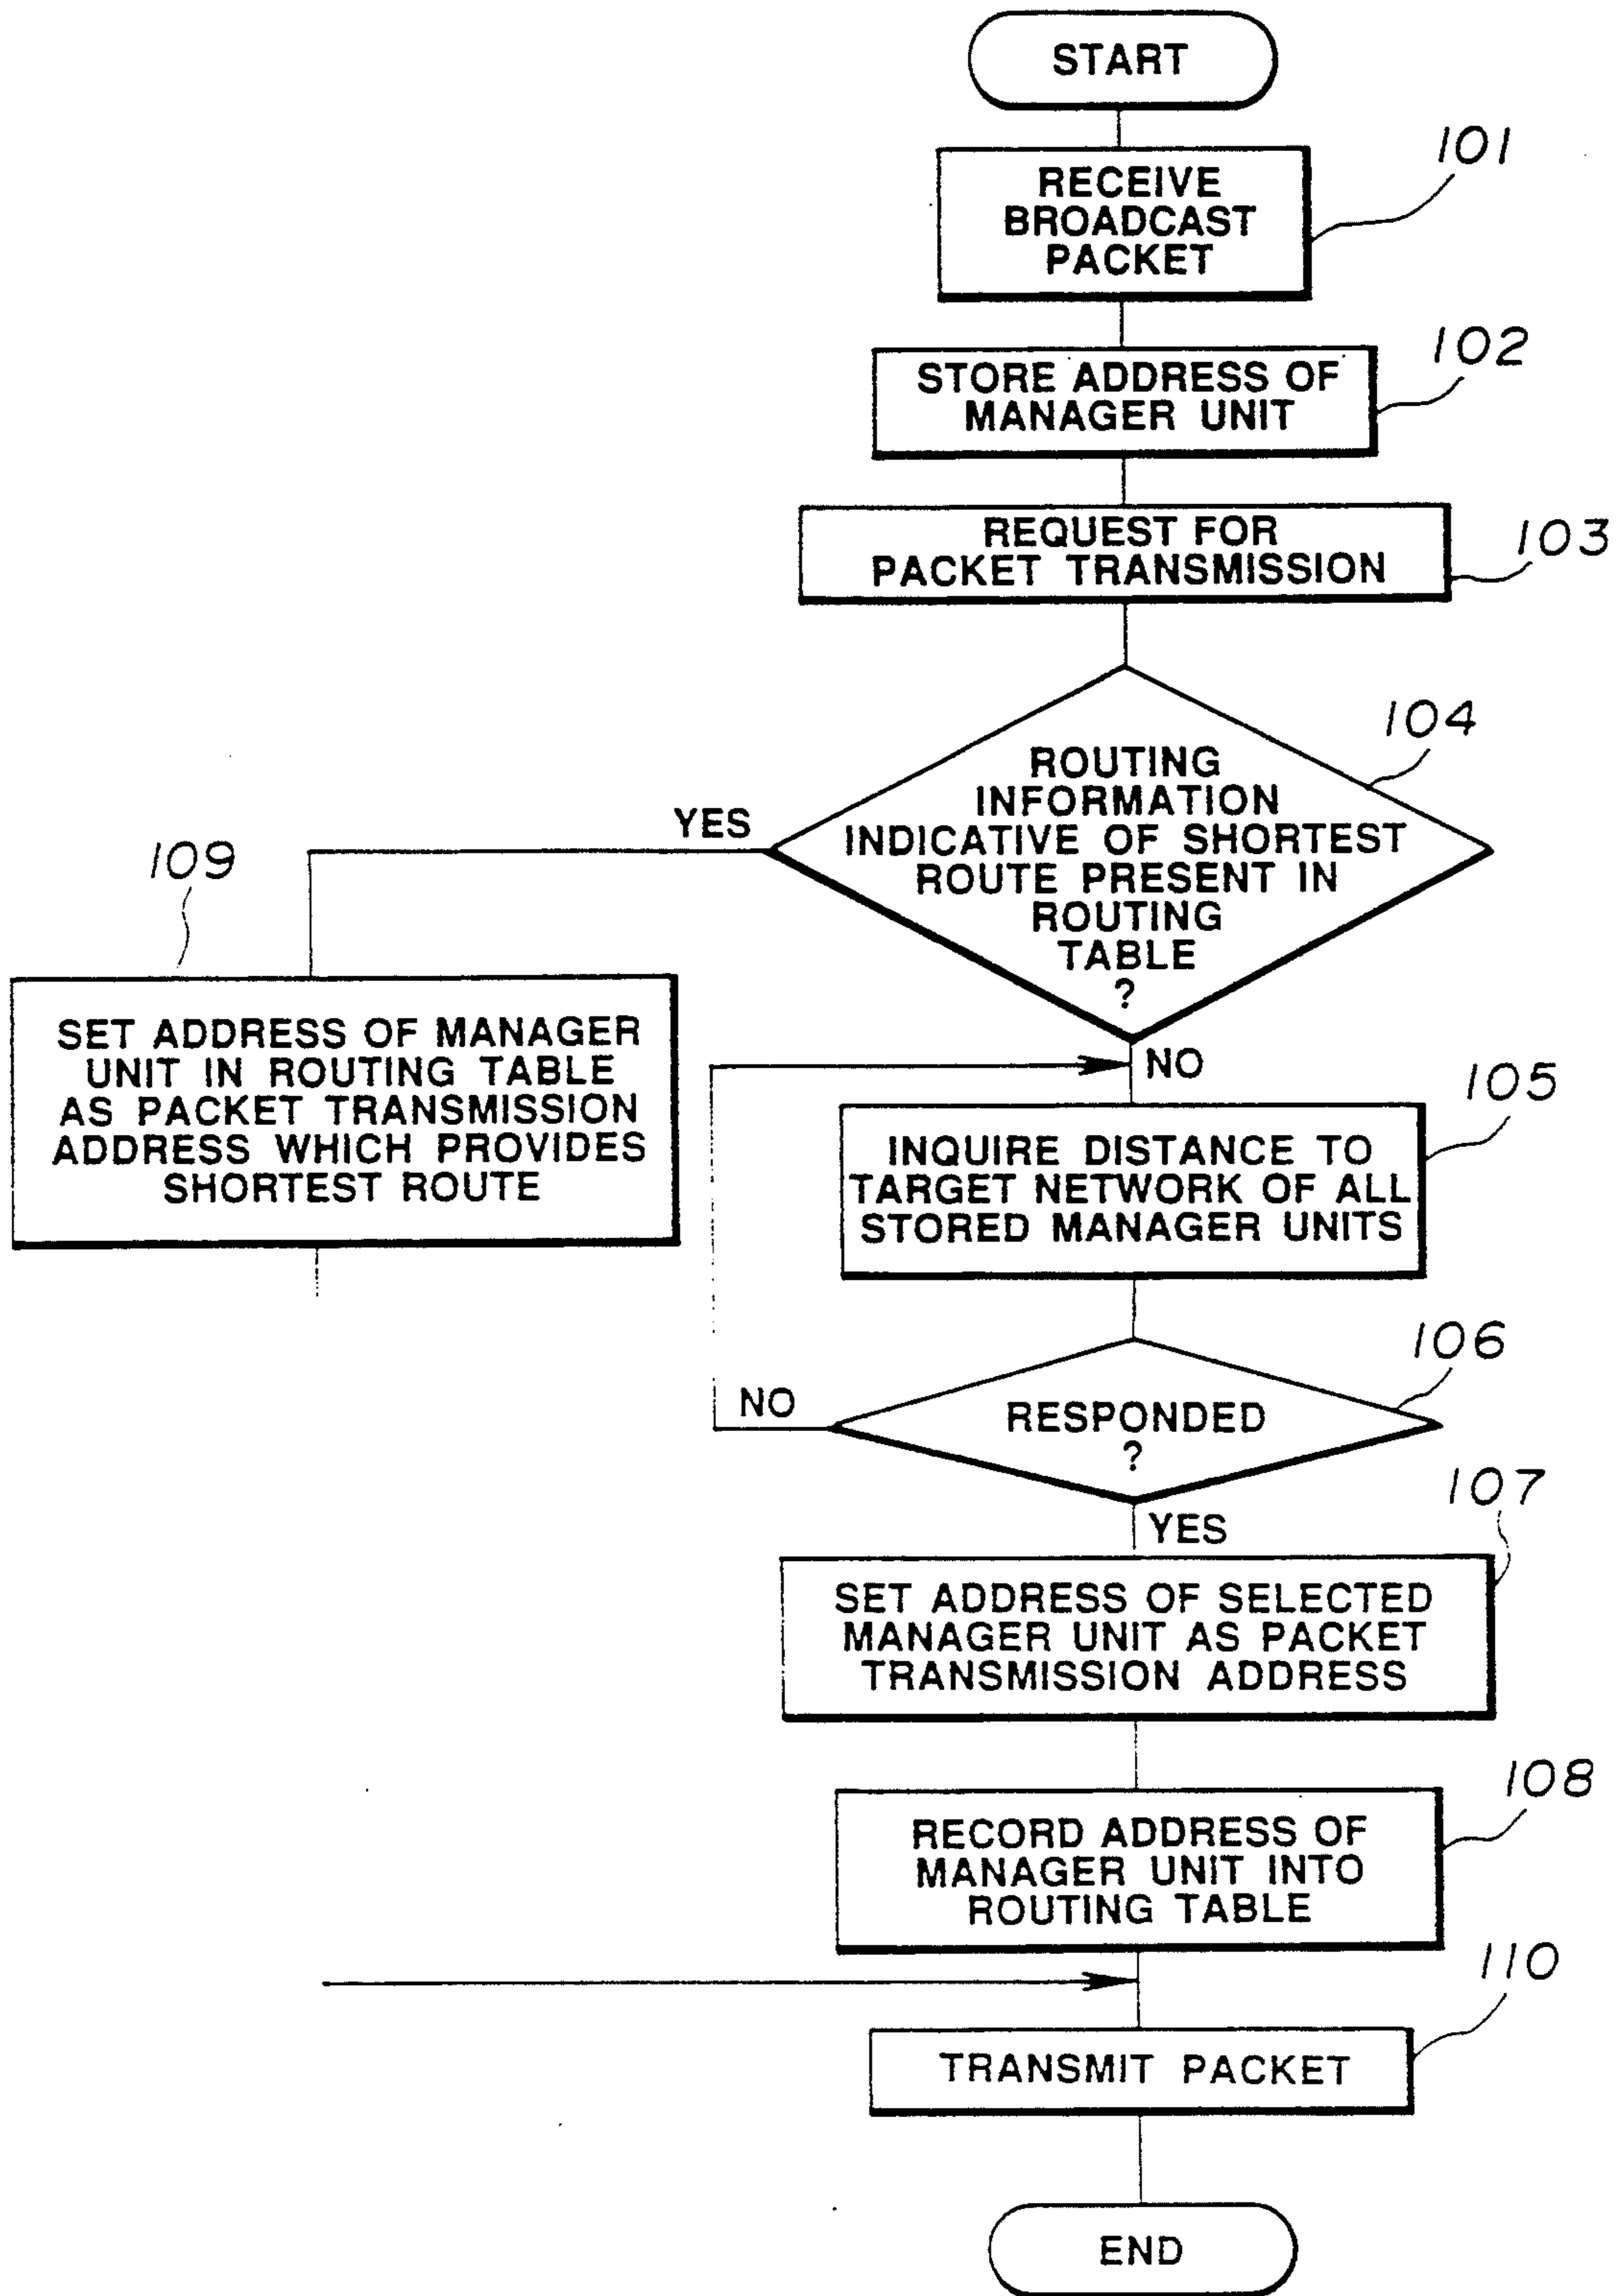 START
101
RECEIVE
BROADCAST
PACKET
102
STORE ADDRESS OF
MANAGER UNIT
103
REQUEST FOR
PACKET TRANSMISSION
104
ROUTING
INFORMATION
INDICATIVE OF SHORTEST
ROUTE PRESENT IN
ROUTING
TABLE
?
YES
109
SET ADDRESS OF MANAGER
UNIT IN ROUTING TABLE
AS PACKET TRANSMISSION
ADDRESS WHICH PROVIDES
SHORTEST ROUTE
NO
105
INQUIRE DISTANCE TO
TARGET NETWORK OF ALL
STORED MANAGER UNITS
106
NO
RESPONDED
?
YES
107
SET ADDRESS OF SELECTED
MANAGER UNIT AS PACKET
TRANSMISSION ADDRESS
108
RECORD ADDRESS OF
MANAGER UNIT INTO
ROUTING TABLE
110
TRANSMIT PACKET
END